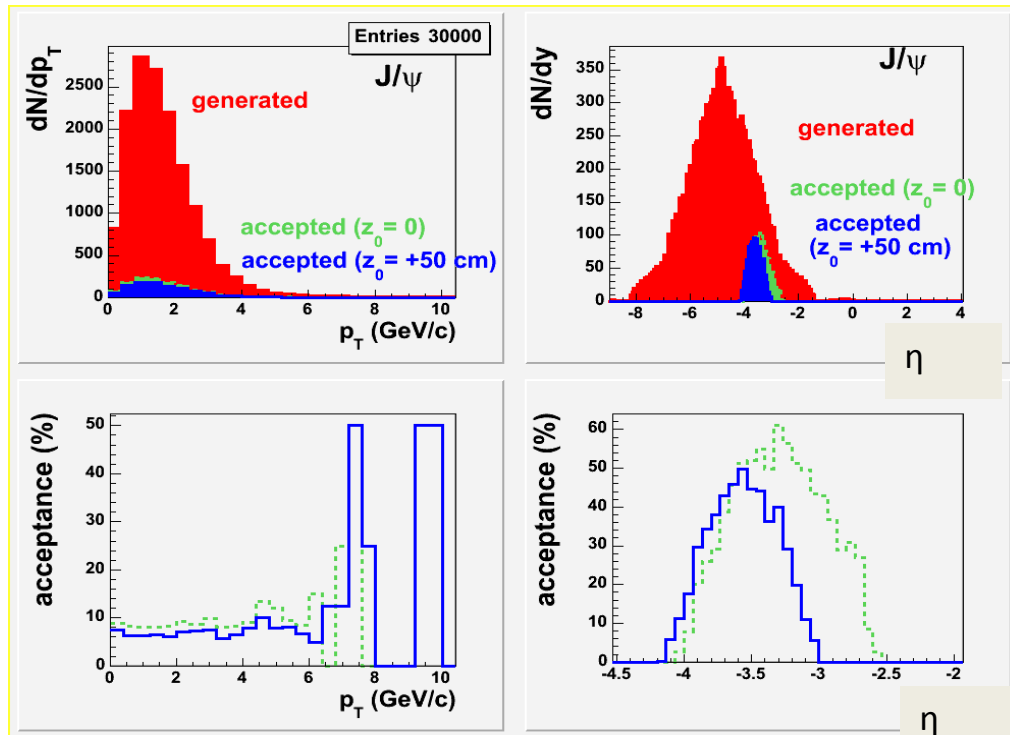 Entries 30000
J/ψ
dN/dp_T
generated
accepted (z_0 = 0)
accepted (z_0 = +50 cm)
2500
2000
1500
1000
500
0
0 2 4 6 8 10
p_T (GeV/c)
J/ψ
dN/dy
generated
accepted (z_0 = 0)
accepted
(z_0 = +50 cm)
350
300
250
200
150
100
50
0
-8 -6 -4 -2 0 2 4
η
acceptance (%)
50
40
30
20
10
0
0 2 4 6 8 10
p_T (GeV/c)
acceptance (%)
60
50
40
30
20
10
0
-4.5 -4 -3.5 -3 -2.5 -2
η